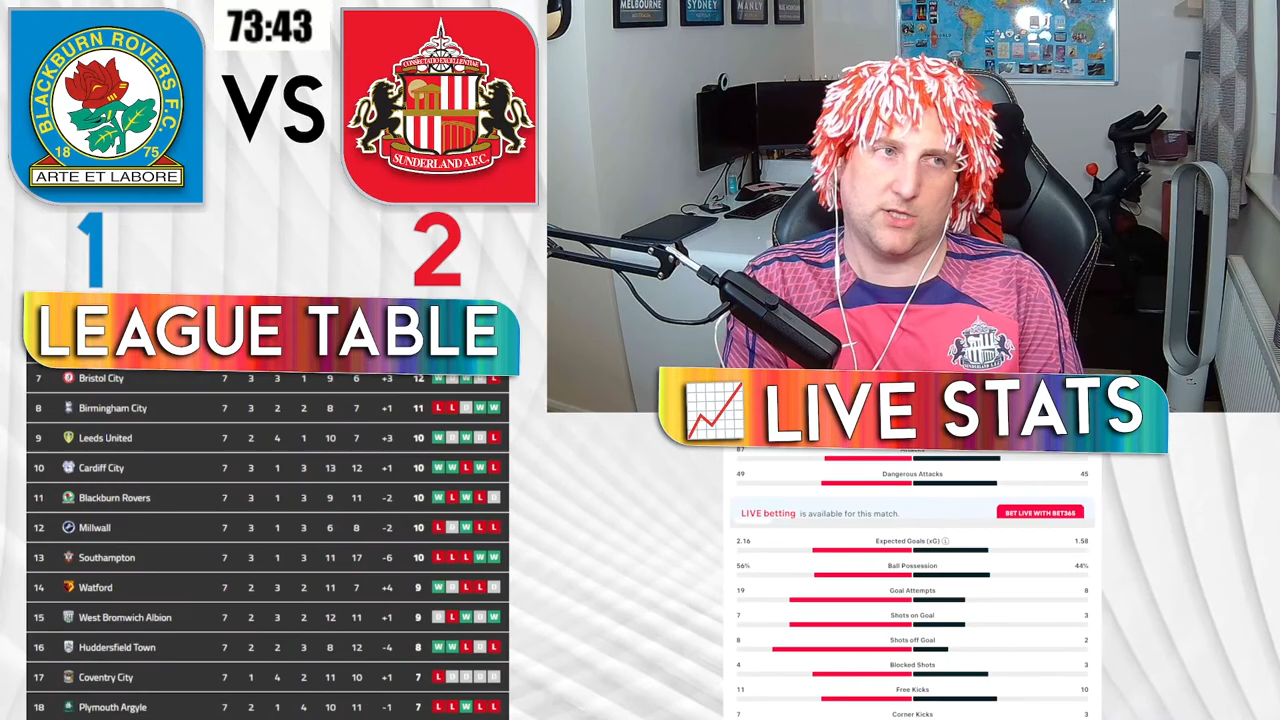 BLACKBURN ROVERS F.C.
18 75
ARTE ET LABORE
73:43
VS
CONSECTATIO EXCELLENTIAE
SUNDERLAND A.F.C.
1 2
LEAGUE TABLE
7 Bristol City 7 3 3 1 9 6 +3 12 W D W D L
8 Birmingham City 7 3 2 2 8 7 +1 11 L L D W W
9 Leeds United 7 2 4 1 10 7 +3 10 W D W D L
10 Cardiff City 7 3 1 3 13 12 +1 10 W W L W L
11 Blackburn Rovers 7 3 1 3 9 11 -2 10 W L W L D
12 Millwall 7 3 1 3 6 8 -2 10 L D W L L
13 Southampton 7 3 1 3 11 17 -6 10 L L L W W
14 Watford 7 2 3 2 11 7 +4 9 W D L L D
15 West Bromwich Albion 7 2 3 2 12 11 +1 9 D L W D W
16 Huddersfield Town 7 2 2 3 8 12 -4 8 W W L D L
17 Coventry City 7 1 4 2 11 10 +1 7 L D D D D
18 Plymouth Argyle 7 2 1 4 10 11 -1 7 L L W L L
MELBOURNE
SYDNEY
MANLY
SUNDERLAND A.F.C.
LIVE STATS
87
49 Dangerous Attacks 45
LIVE betting is available for this match. BET LIVE WITH BET365
2.16 Expected Goals (xG) 1.58
56% Ball Possession 44%
19 Goal Attempts 8
7 Shots on Goal 3
8 Shots off Goal 2
4 Blocked Shots 3
11 Free Kicks 10
7 Corner Kicks 3